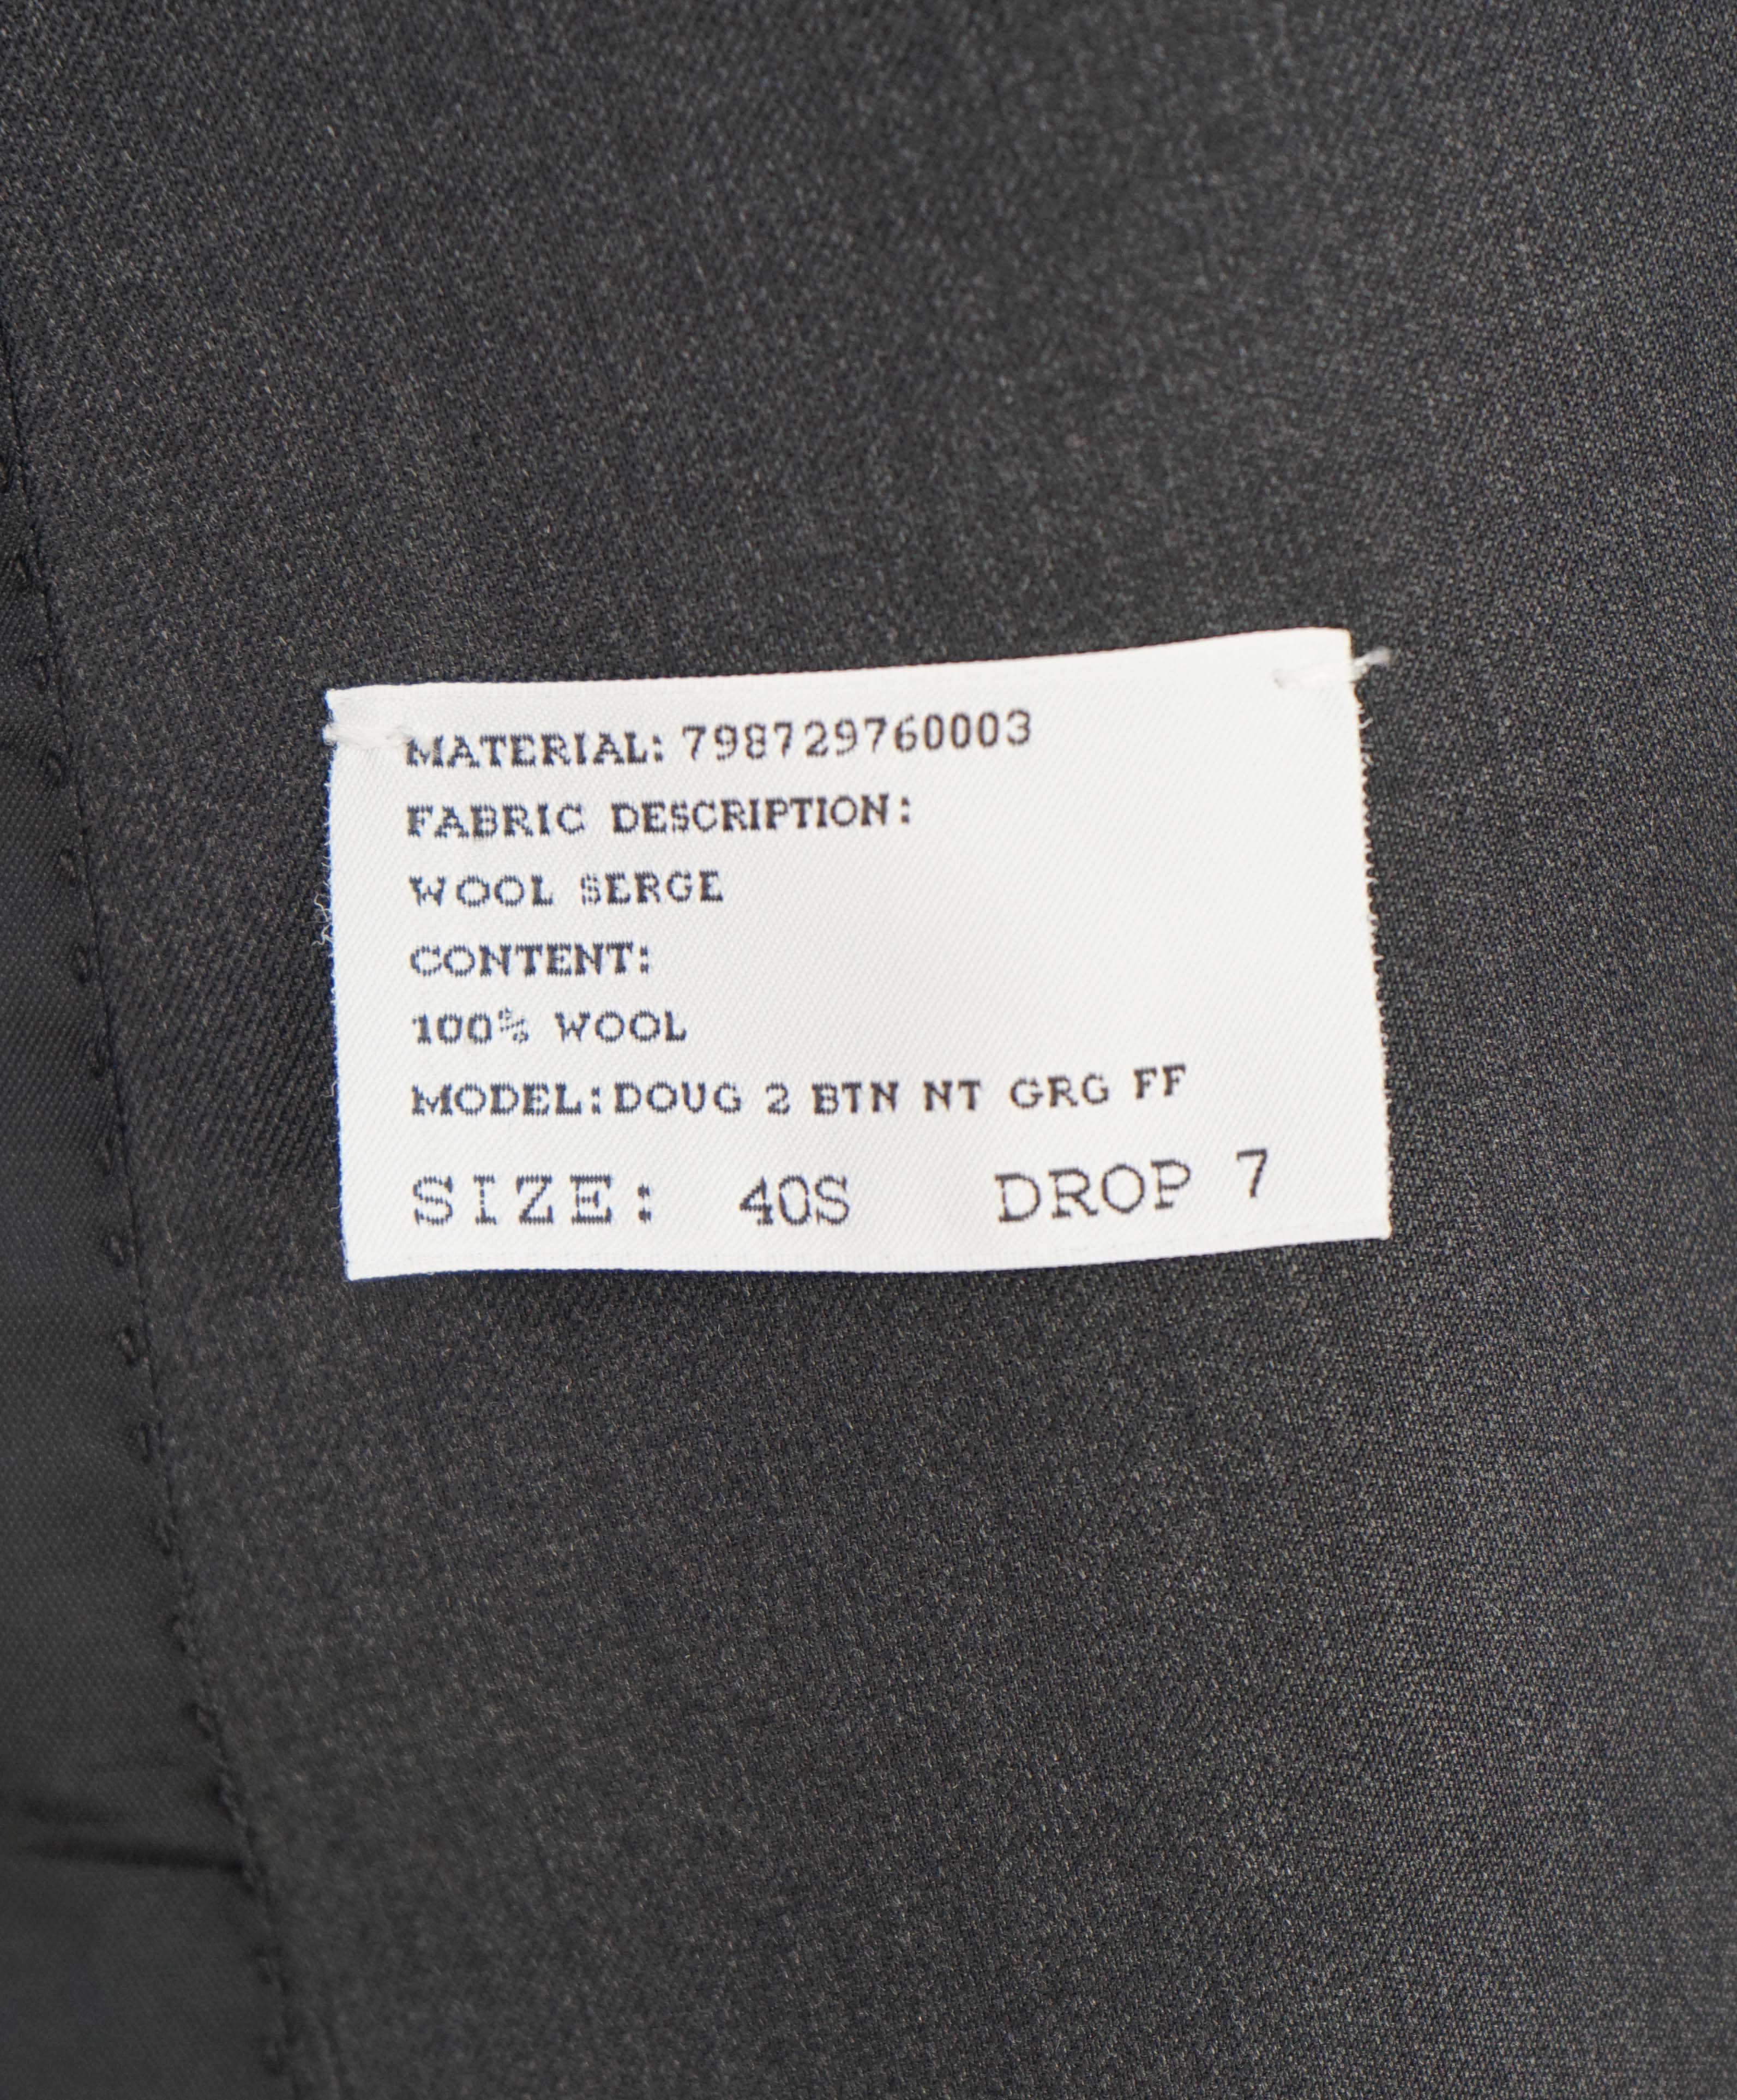 MATERIAL: 798729760003
FABRIC DESCRIPTION:
WOOL SERGE
CONTENT:
100% WOOL
MODEL:DOUG 2 BTN NT GRG FF
SIZE: 40S DROP 7